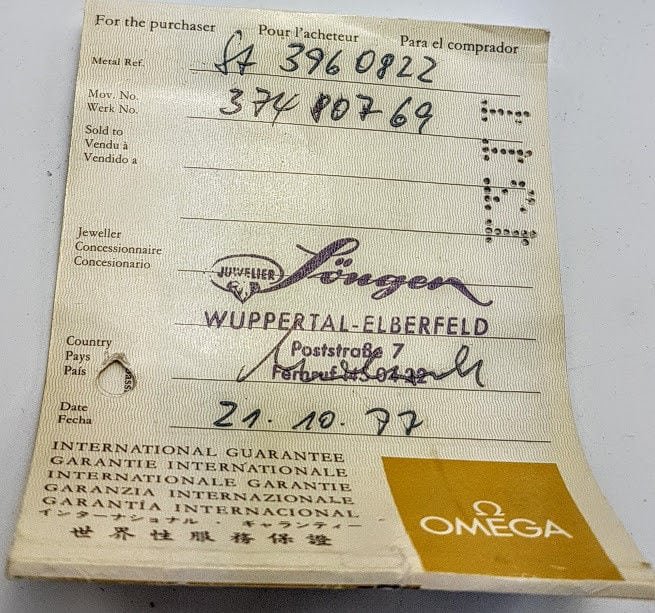 For the purchaser Pour l'acheteur Para el comprador
Metal Ref. St 396 0822
Mov. No.
Werk No. 374 807 69
Sold to
Vendu à
Vendido a
Jeweller
Concessionnaire
Concesionario
JUWELIER Söngen
WUPPERTAL-ELBERFELD
Poststraße 7
Country
Pays
País
Date
Fecha 21. 10. 77
INTERNATIONAL GUARANTEE
GARANTIE INTERNATIONALE
INTERNATIONALE GARANTIE
GARANZIA INTERNAZIONALE
GARANTÍA INTERNACIONAL
インターナショナル・ギャランティー
世界性服務保證
Ω
OMEGA